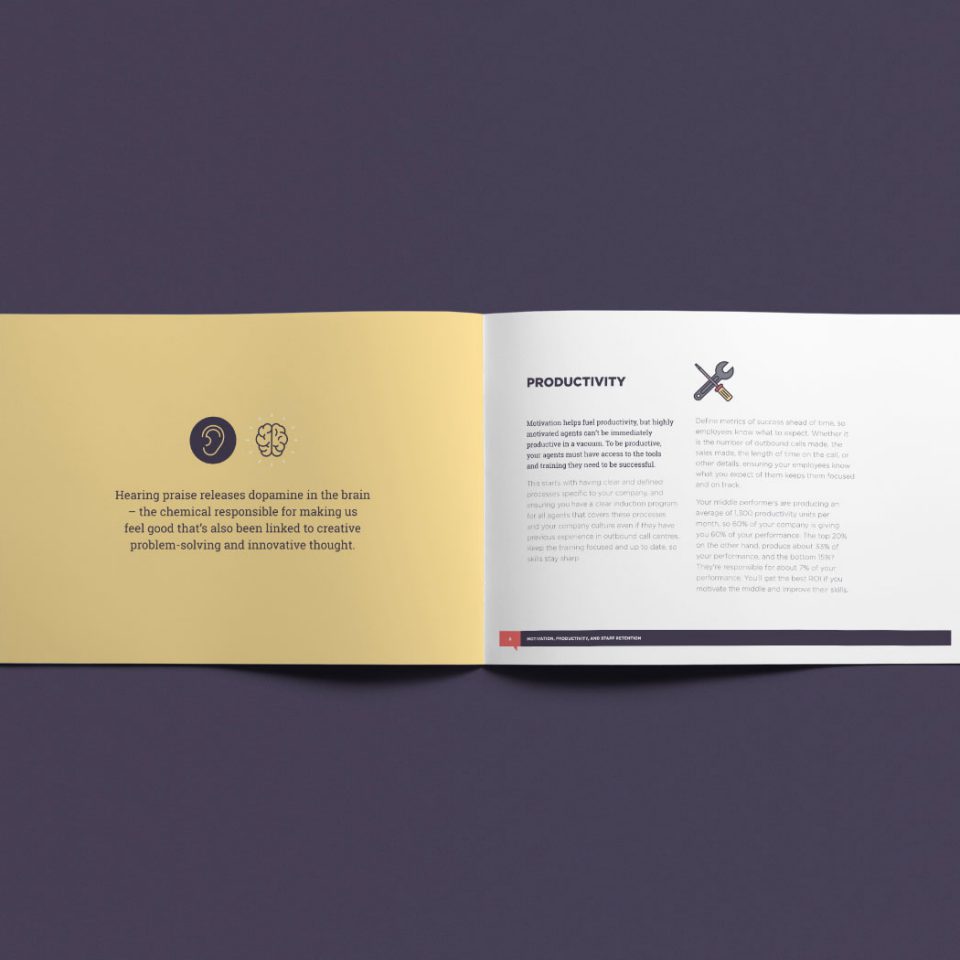 Hearing praise releases dopamine in the brain
– the chemical responsible for making us
feel good that's also been linked to creative
problem-solving and innovative thought.
PRODUCTIVITY
Motivation helps fuel productivity, but highly
motivated agents can't be immediately
productive in a vacuum. To be productive,
your agents must have access to the tools
and training they need to be successful.
This starts with having clear and defined
processes specific to your company, and
ensuring you have a clear induction program
for all agents that covers these processes
and your company culture even if they have
previous experience in outbound call centres.
Keep the training focused and up to date, so
skills stay sharp.
Define metrics of success ahead of time, so
employees know what to expect. Whether it
is the number of outbound calls made, the
sales made, the length of time on the call, or
other details, ensuring your employees know
what you expect of them keeps them focused
and on track.
Your middle performers are producing an
average of 1,300 productivity units per
month, so 60% of your company is giving
you 60% of your performance. The top 20%
on the other hand, produce about 33% of
your performance, and the bottom 15%?
They're responsible for about 7% of your
performance. You'll get the best ROI if you
motivate the middle and improve their skills.
MOTIVATION, PRODUCTIVITY, AND STAFF RETENTION